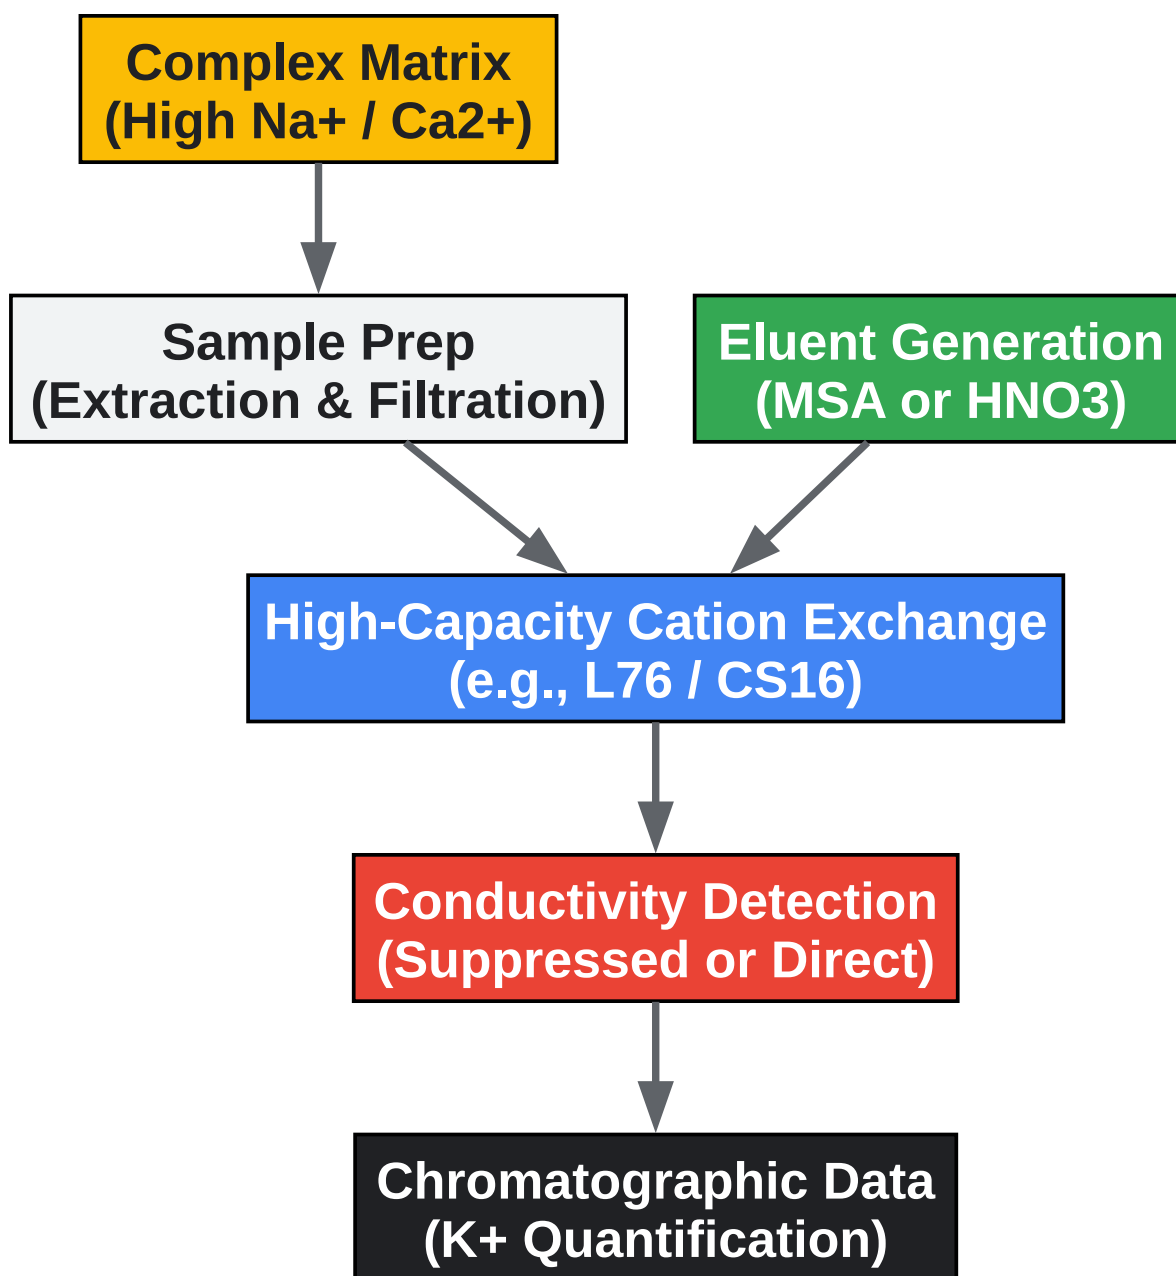 Complex Matrix
(High Na+ / Ca2+)
Sample Prep
(Extraction & Filtration)
Eluent Generation
(MSA or HNO3)
High-Capacity Cation Exchange
(e.g., L76 / CS16)
Conductivity Detection
(Suppressed or Direct)
Chromatographic Data
(K+ Quantification)